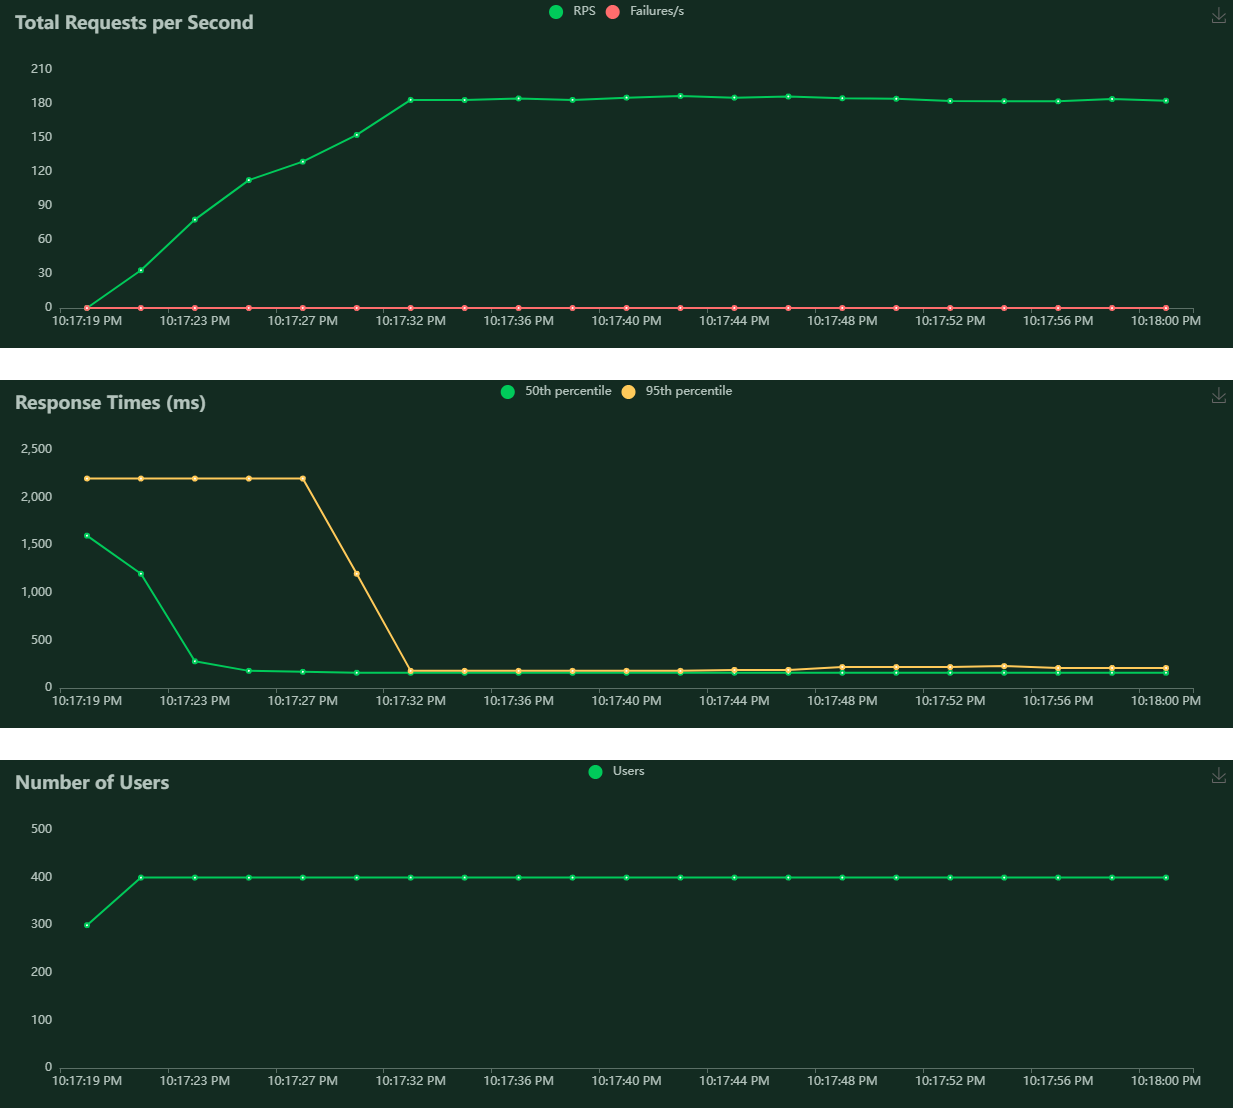 Total Requests per Second
RPS Failures/s
210
180
150
120
90
60
30
0
10:17:19 PM 10:17:23 PM 10:17:27 PM 10:17:32 PM 10:17:36 PM 10:17:40 PM 10:17:44 PM 10:17:48 PM 10:17:52 PM 10:17:56 PM 10:18:00 PM
Response Times (ms)
50th percentile 95th percentile
2,500
2,000
1,500
1,000
500
0
10:17:19 PM 10:17:23 PM 10:17:27 PM 10:17:32 PM 10:17:36 PM 10:17:40 PM 10:17:44 PM 10:17:48 PM 10:17:52 PM 10:17:56 PM 10:18:00 PM
Number of Users
Users
500
400
300
200
100
0
10:17:19 PM 10:17:23 PM 10:17:27 PM 10:17:32 PM 10:17:36 PM 10:17:40 PM 10:17:44 PM 10:17:48 PM 10:17:52 PM 10:17:56 PM 10:18:00 PM